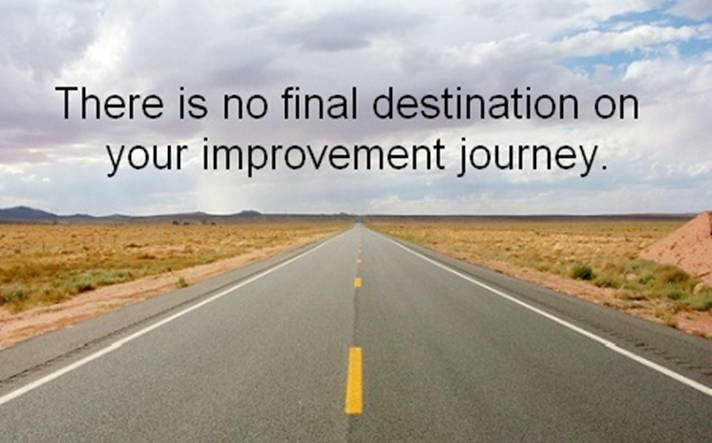 There is no final destination on
your improvement journey.